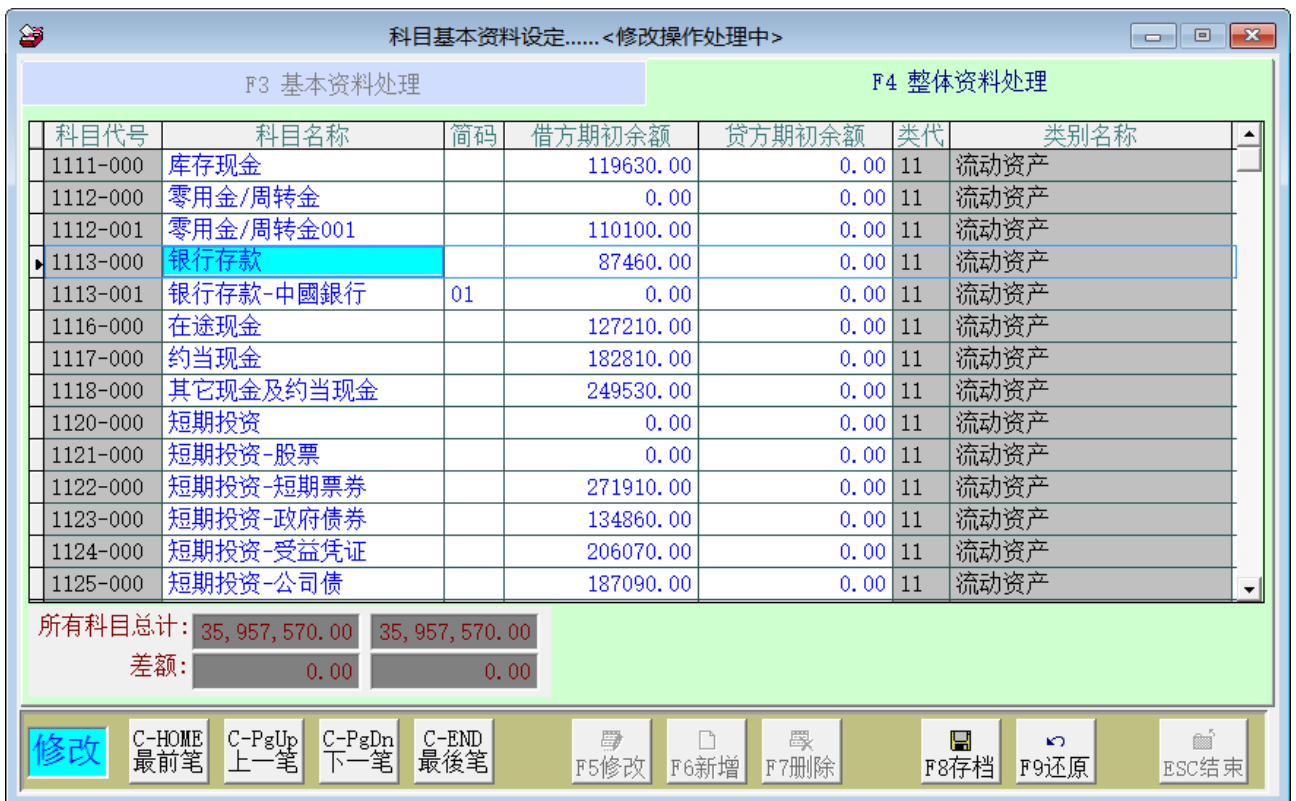 科目基本资料设定......<修改操作处理中>
F3 基本资料处理 F4 整体资料处理
科目代号 科目名称 简码 借方期初余额 贷方期初余额 类代 类别名称
1111-000 库存现金 119630.00 0.00 11 流动资产
1112-000 零用金/周转金 0.00 0.00 11 流动资产
1112-001 零用金/周转金001 110100.00 0.00 11 流动资产
1113-000 银行存款 87460.00 0.00 11 流动资产
1113-001 银行存款-中國銀行 01 0.00 0.00 11 流动资产
1116-000 在途现金 127210.00 0.00 11 流动资产
1117-000 约当现金 182810.00 0.00 11 流动资产
1118-000 其它现金及约当现金 249530.00 0.00 11 流动资产
1120-000 短期投资 0.00 0.00 11 流动资产
1121-000 短期投资-股票 0.00 0.00 11 流动资产
1122-000 短期投资-短期票券 271910.00 0.00 11 流动资产
1123-000 短期投资-政府债券 134860.00 0.00 11 流动资产
1124-000 短期投资-受益凭证 206070.00 0.00 11 流动资产
1125-000 短期投资-公司债 187090.00 0.00 11 流动资产
所有科目总计: 35,957,570.00 35,957,570.00
差额: 0.00 0.00
修改
C-HOME
最前笔
C-PgUp
上一笔
C-PgDn
下一笔
C-END
最後笔
F5修改
F6新增
F7删除
F8存档
F9还原
ESC结束